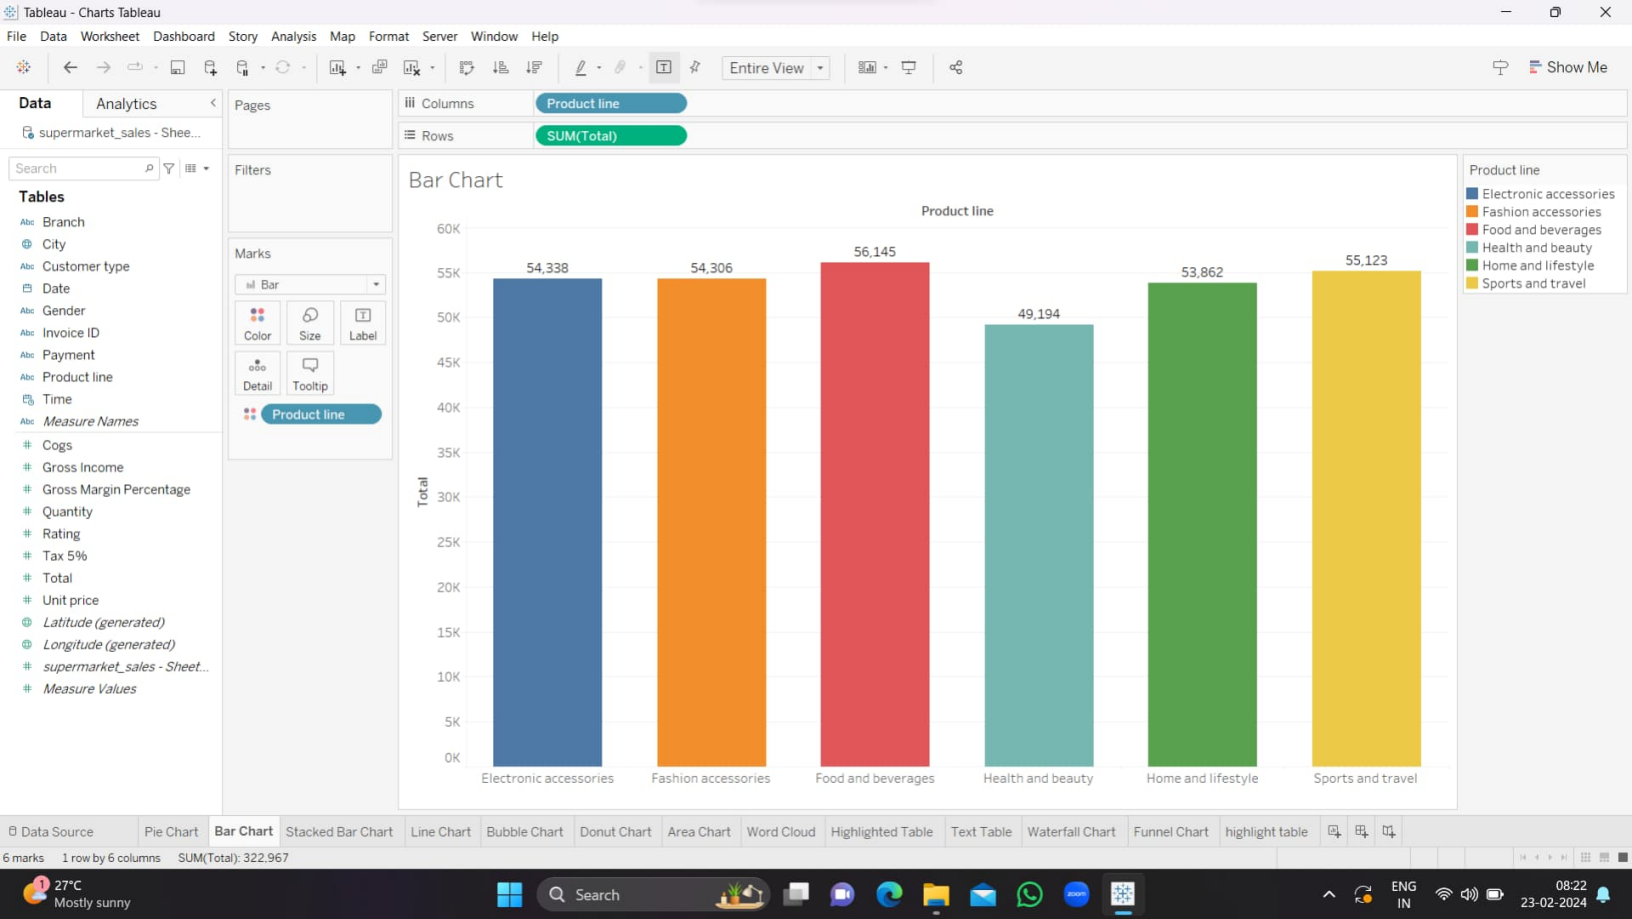 Tableau - Charts Tableau
File Data Worksheet Dashboard Story Analysis Map Format Server Window Help
Entire View
Show Me
Data Analytics
supermarket_sales - Shee...
Search
Tables
Abc Branch
City
Abc Customer type
Date
Abc Gender
Abc Invoice ID
Abc Payment
Abc Product line
Time
Abc Measure Names
# Cogs
# Gross Income
# Gross Margin Percentage
# Quantity
# Rating
# Tax 5%
# Total
# Unit price
Latitude (generated)
Longitude (generated)
# supermarket_sales - Sheet...
# Measure Values
Pages
Filters
Marks
Bar
Color Size Label
Detail Tooltip
Product line
iii Columns Product line
Rows SUM(Total)
Bar Chart
Product line
60K
55K
50K
45K
40K
35K
30K
25K
20K
15K
10K
5K
0K
Total
54,338
54,306
56,145
49,194
53,862
55,123
Electronic accessories
Fashion accessories
Food and beverages
Health and beauty
Home and lifestyle
Sports and travel
Product line
Electronic accessories
Fashion accessories
Food and beverages
Health and beauty
Home and lifestyle
Sports and travel
Data Source Pie Chart Bar Chart Stacked Bar Chart Line Chart Bubble Chart Donut Chart Area Chart Word Cloud Highlighted Table Text Table Waterfall Chart Funnel Chart highlight table
6 marks 1 row by 6 columns SUM(Total): 322,967
1
27°C
Mostly sunny
Search
zoom
ENG
IN
08:22
23-02-2024